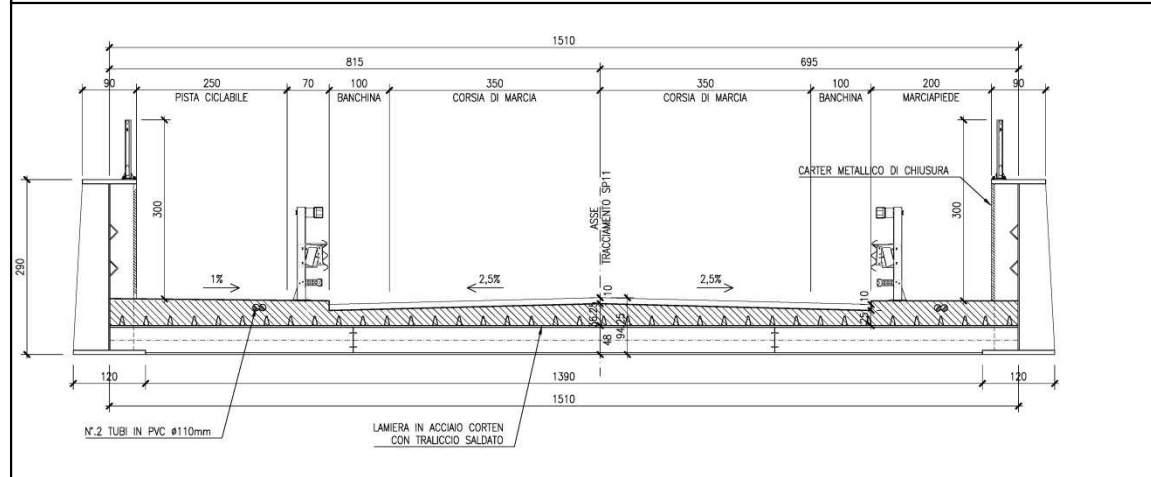 1510
815 695
90 250 70 100 350 350 100 200 90
PISTA CICLABILE BANCHINA CORSIA DI MARCIA CORSIA DI MARCIA BANCHINA MARCIAPIEDE
CARTER METALLICO DI CHIUSURA
ASSE
TRACCIAMENTO SP11
300 300
290
1% 2,5% 2,5%
10 10
25
48 94,25
120 1390 120
1510
N°.2 TUBI IN PVC ø110mm
LAMIERA IN ACCIAIO CORTEN
CON TRALICCIO SALDATO